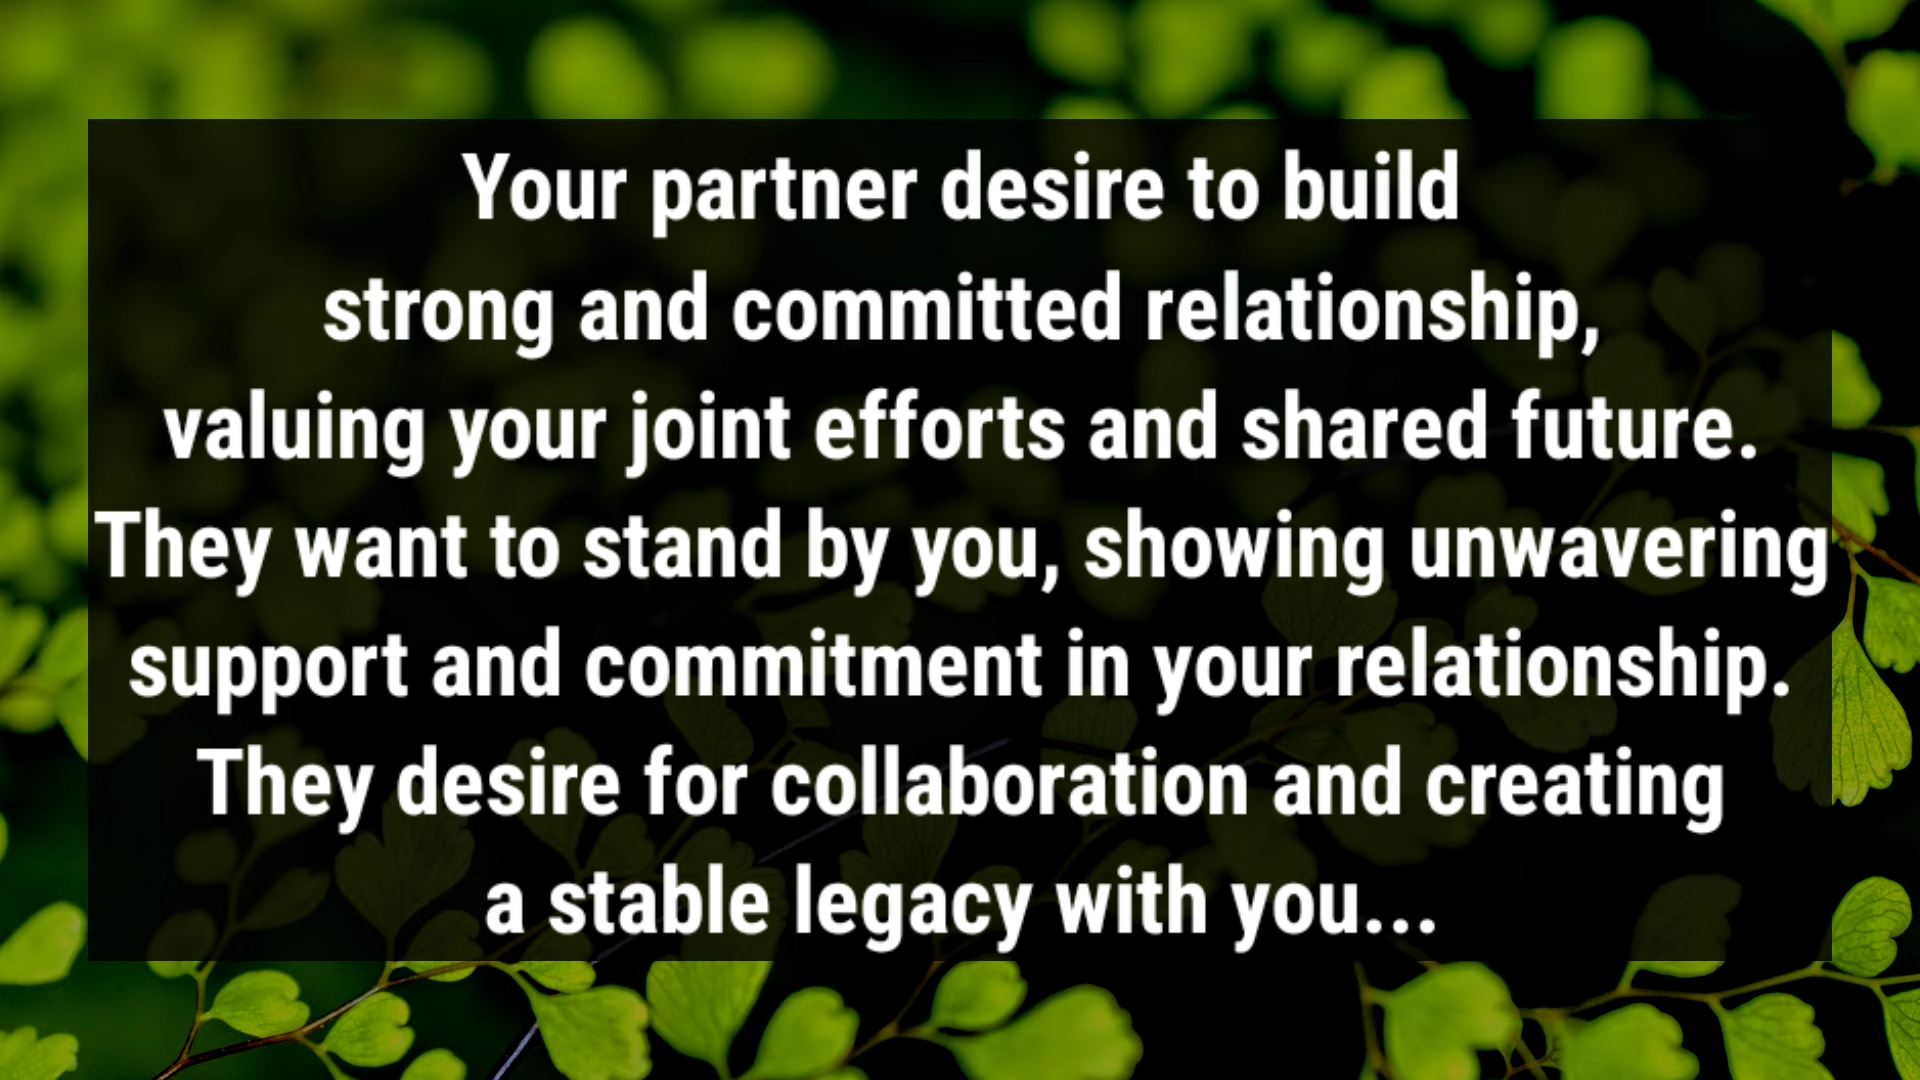 Your partner desire to build
strong and committed relationship,
valuing your joint efforts and shared future.
They want to stand by you, showing unwavering
support and commitment in your relationship.
They desire for collaboration and creating
a stable legacy with you...